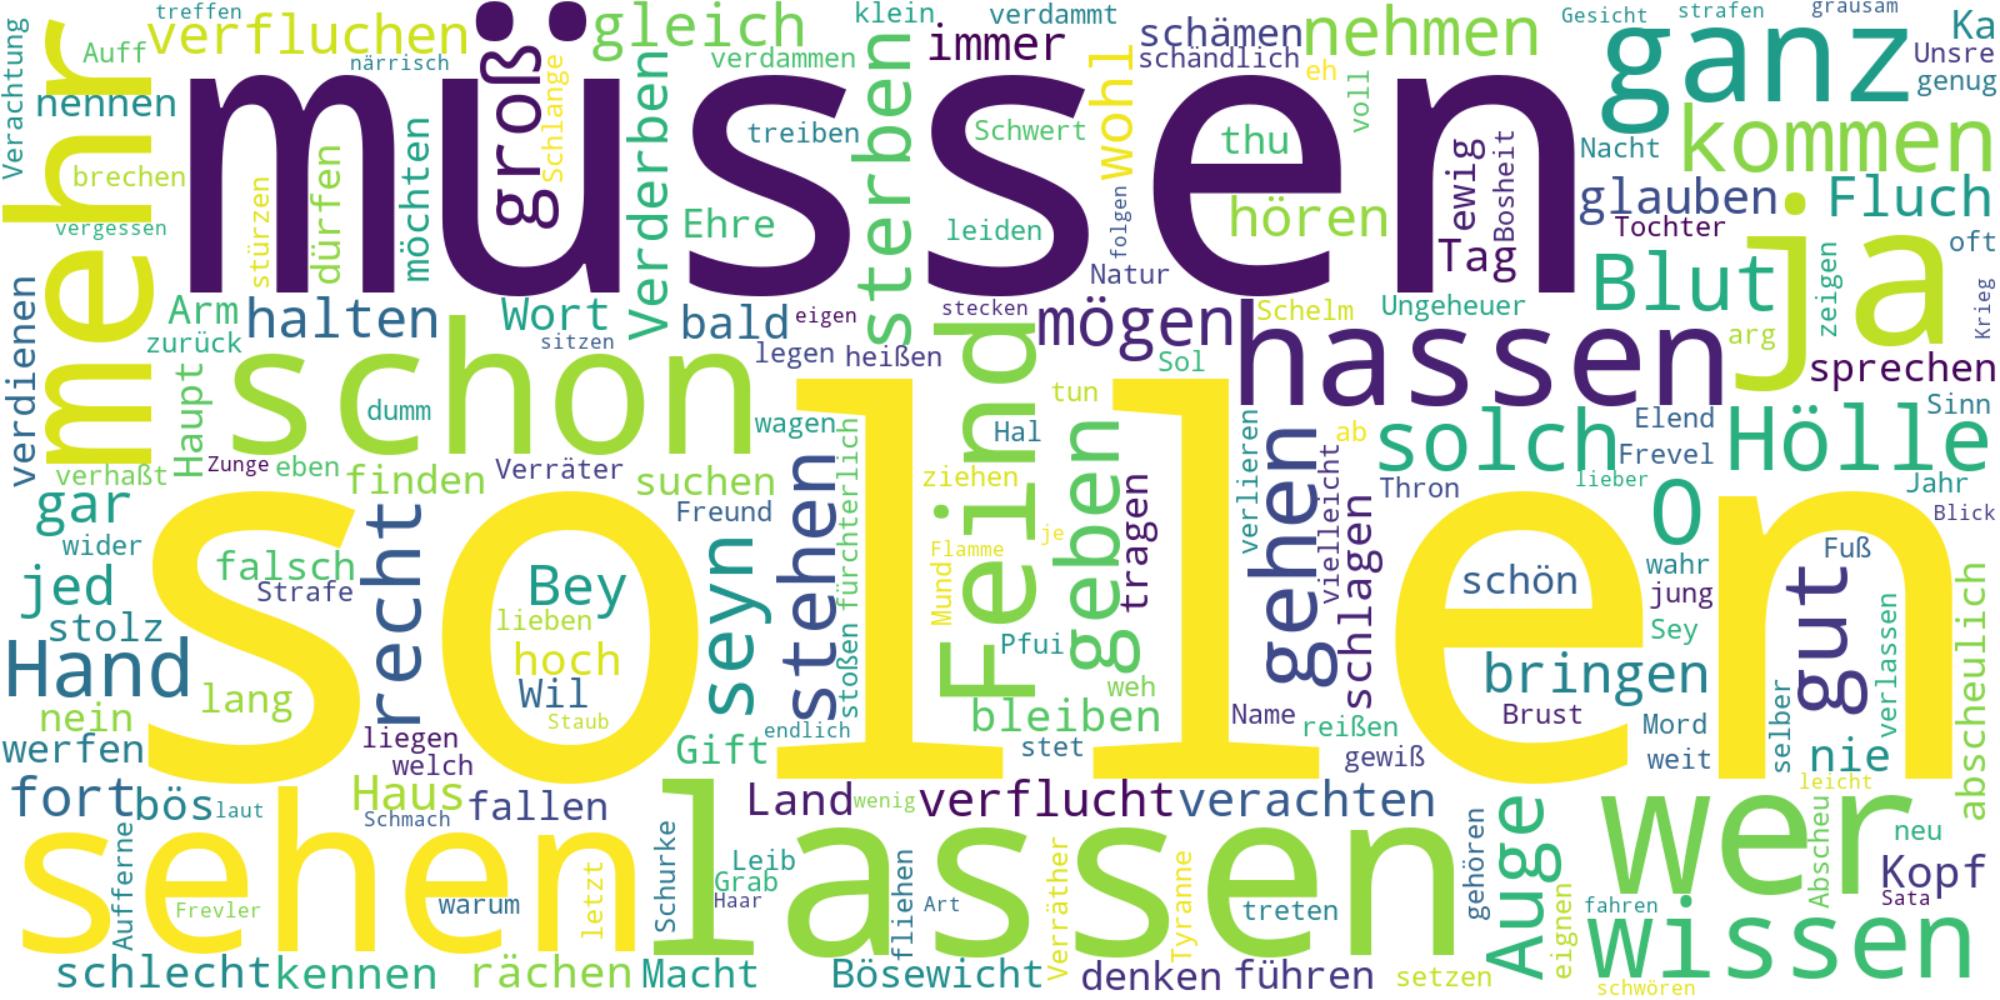 treffen
verfluchen
gleich
klein
verdammt
schämen
nehmen
Gesicht
strafen
grausam
Ka
Auff
närrisch
verdammen
immer
schändlich
eh
ganz
Unsre
genug
Verachtung
nennen
mehr
müssen
groß
Schlange
Verderben
sterben
treiben
Schwert
wohl
voll
thu
Nacht
kommen
brechen
vergessen
stürzen
dürfen
möchten
Ehre
leiden
folgen
hören
ewig
Bosheit
Tag
glauben
Tochter
Fluch
oft
Natur
Blut
ja
zeigen
Krieg
verdienen
Arm
halten
Wort
bald
eigen
stecken
mögen
Schelm
Ungeheuer
arg
zurück
sitzen
legen
heißen
Sol
hassen
sprechen
Haupt
schon
dumm
wagen
Feind
tun
Hal
geben
verlieren
gehen
ab
solch
Elend
Frevel
Hölle
Sinn
verhaßt
Zunge
eben
finden
Verräter
suchen
stehen
fürchterlich
ziehen
tragen
vielleicht
schlagen
Thron
lieber
Jahr
Blick
gar
wider
recht
sollen
Freund
Flamme
je
O
Fuß
jed
falsch
Strafe
Bey
lieben
seyn
stoßen
Mund
Pfui
schön
wahr
jung
gut
abscheulich
stolz
Hand
hoch
Wil
Staub
Sey
verlassen
lang
nein
weh
bleiben
Name
reißen
bringen
Brust
Mord
selber
werfen
liegen
welch
Gift
endlich
stet
gewiß
weit
nie
leicht
fort
bös
laut
Haus
Schmach
fallen
Land
wenig
verflucht
verachten
wer
neu
sehen
Aufferne
Frevler
warum
letzt
Schurke
lassen
Leib
Grab
Haar
fliehen
Art
Verräther
Tyranne
treten
gehören
Auge
eignen
fahren
Abscheu
Kopf
Sata
schlecht
kennen
rächen
Macht
Bösewicht
denken
führen
setzen
wissen
schwören